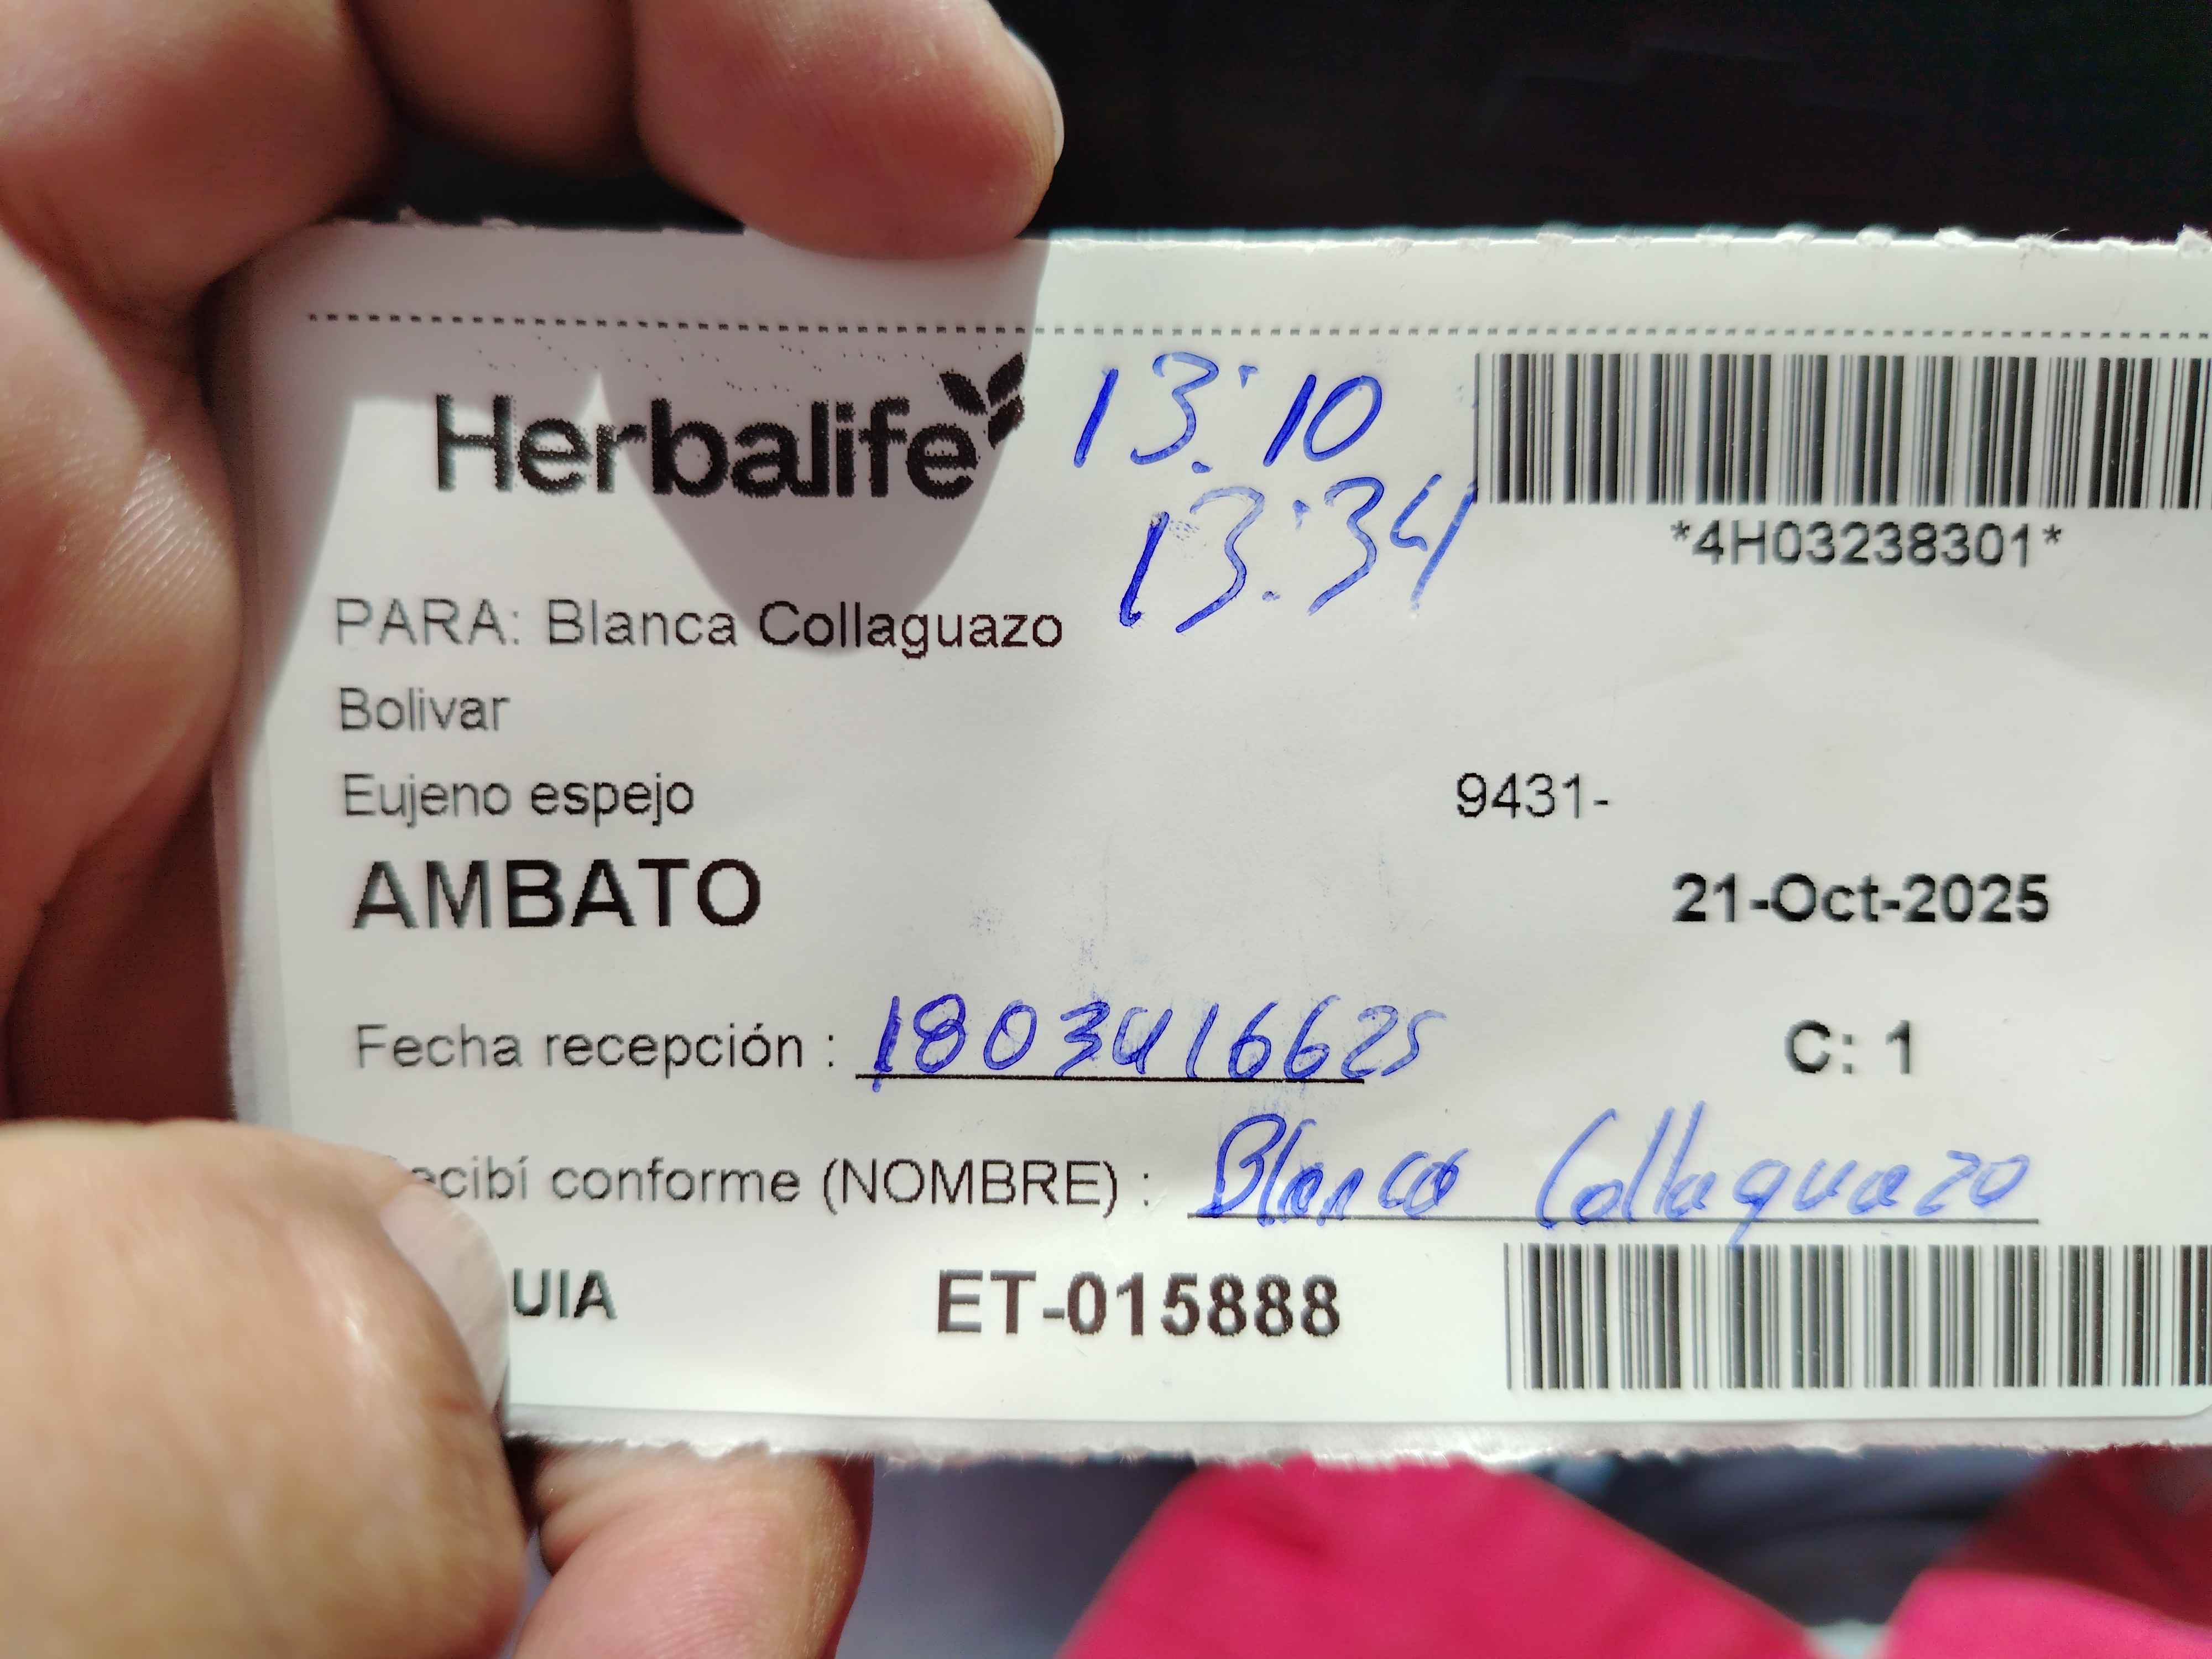 Herbalife 13:10
13:34
*4H03238301*
PARA: Blanca Collaguazo
Bolivar
Eujeno espejo 9431-
AMBATO
21-Oct-2025
Fecha recepción : 1803416625
C: 1
ecibí conforme (NOMBRE) : Blanca Collaguazo
UIA ET-015888